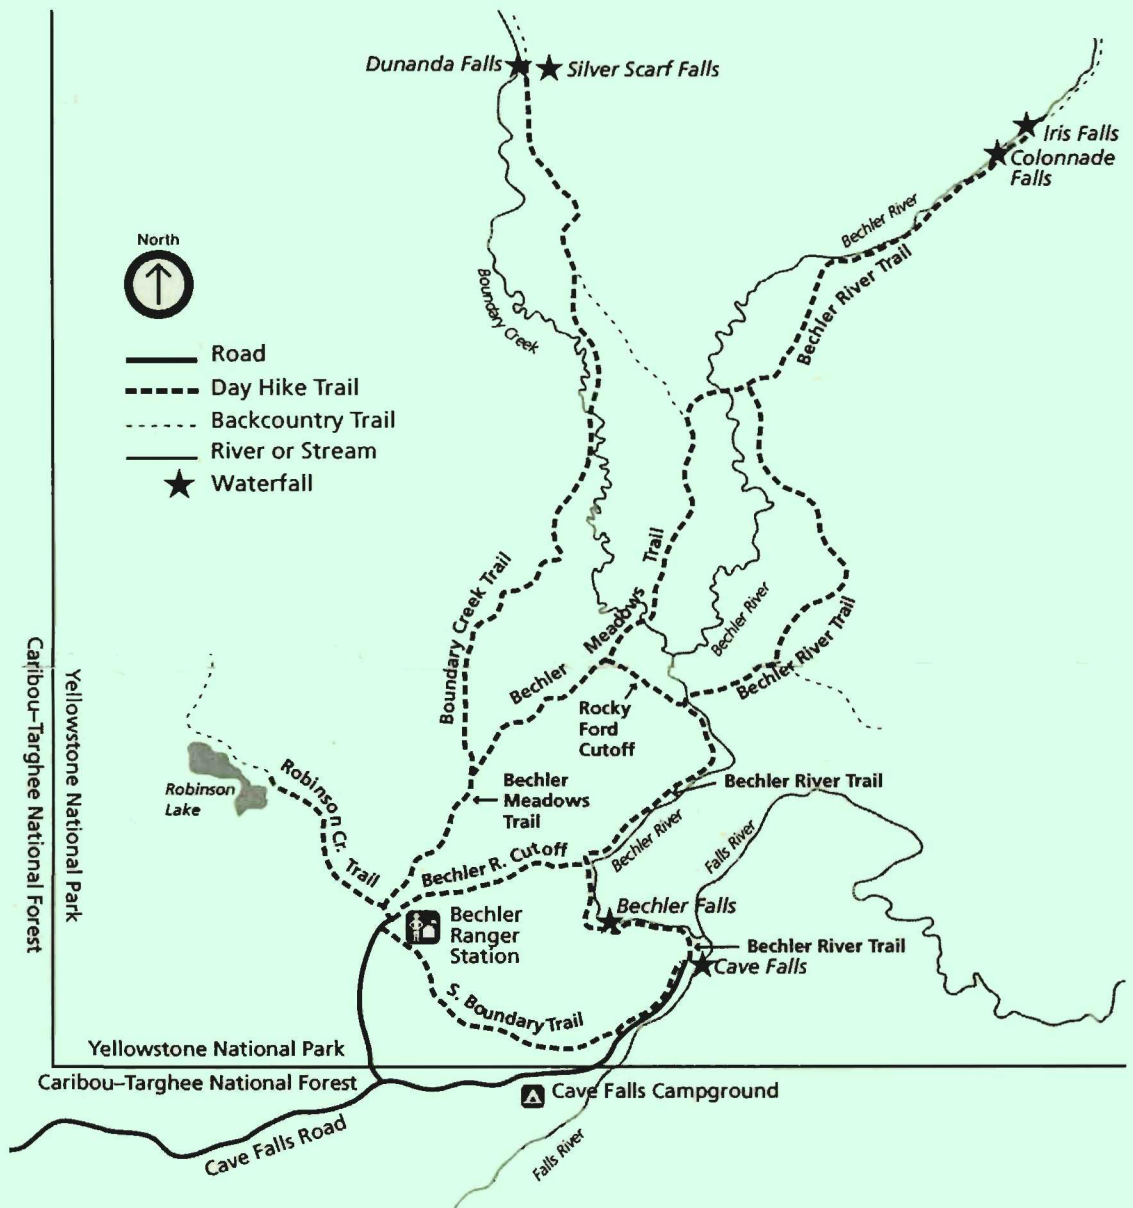 Dunanda Falls
Silver Scarf Falls
Iris Falls
Colonnade
Falls
Bechler River
Bechler River Trail
North
Boundary Creek
Road
Day Hike Trail
Backcountry Trail
River or Stream
Waterfall
Boundary Creek Trail
Bechler Meadows Trail
Bechler River
Bechler River Trail
Bechler River Trail
Rocky
Ford
Cutoff
Caribou–Targhee National Forest
Yellowstone National Park
Robinson
Lake
Robinson Cr. Trail
Bechler
Meadows
Trail
Bechler River Trail
Bechler River
Falls River
Bechler R. Cutoff
Bechler Falls
Bechler
Ranger
Station
Bechler River Trail
Cave Falls
S. Boundary Trail
Yellowstone National Park
Caribou–Targhee National Forest
Cave Falls Campground
Cave Falls Road
Falls River